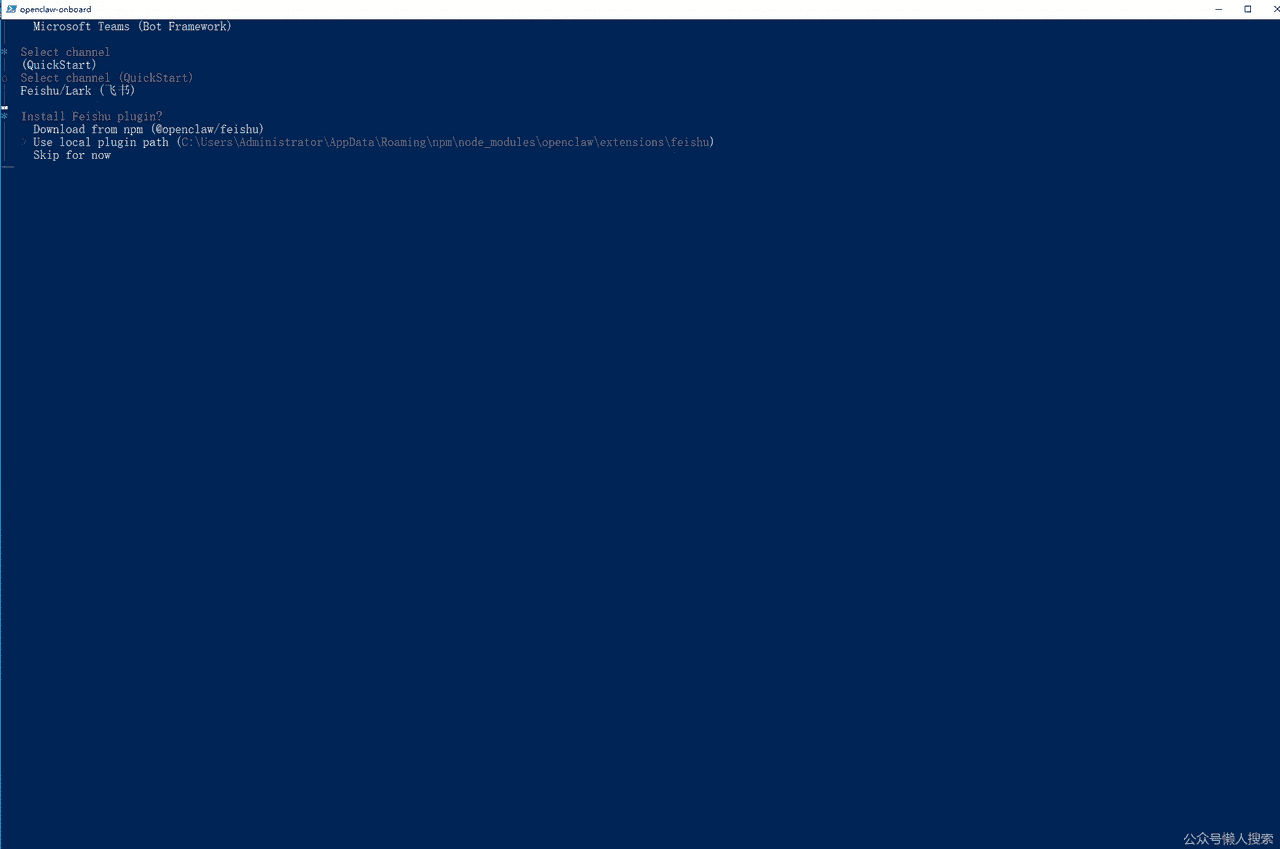 openclaw-onboard
Microsoft Teams (Bot Framework)
Select channel
(QuickStart)
Select channel (QuickStart)
Feishu/Lark (飞书)
Install Feishu plugin?
Download from npm (@openclaw/feishu)
Use local plugin path (C:\Users\Administrator\AppData\Roaming\npm\node_modules\openclaw\extensions\feishu)
Skip for now
公众号懒人搜索